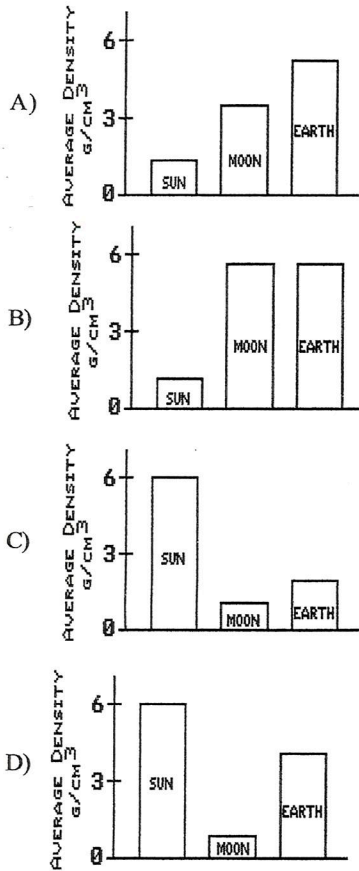 A)
AVERAGE DENSITY
G/CM3
6
3
0
SUN
MOON
EARTH
B)
AVERAGE DENSITY
G/CM3
6
3
0
SUN
MOON
EARTH
C)
AVERAGE DENSITY
G/CM3
6
3
0
SUN
MOON
EARTH
D)
AVERAGE DENSITY
G/CM3
6
3
0
SUN
MOON
EARTH